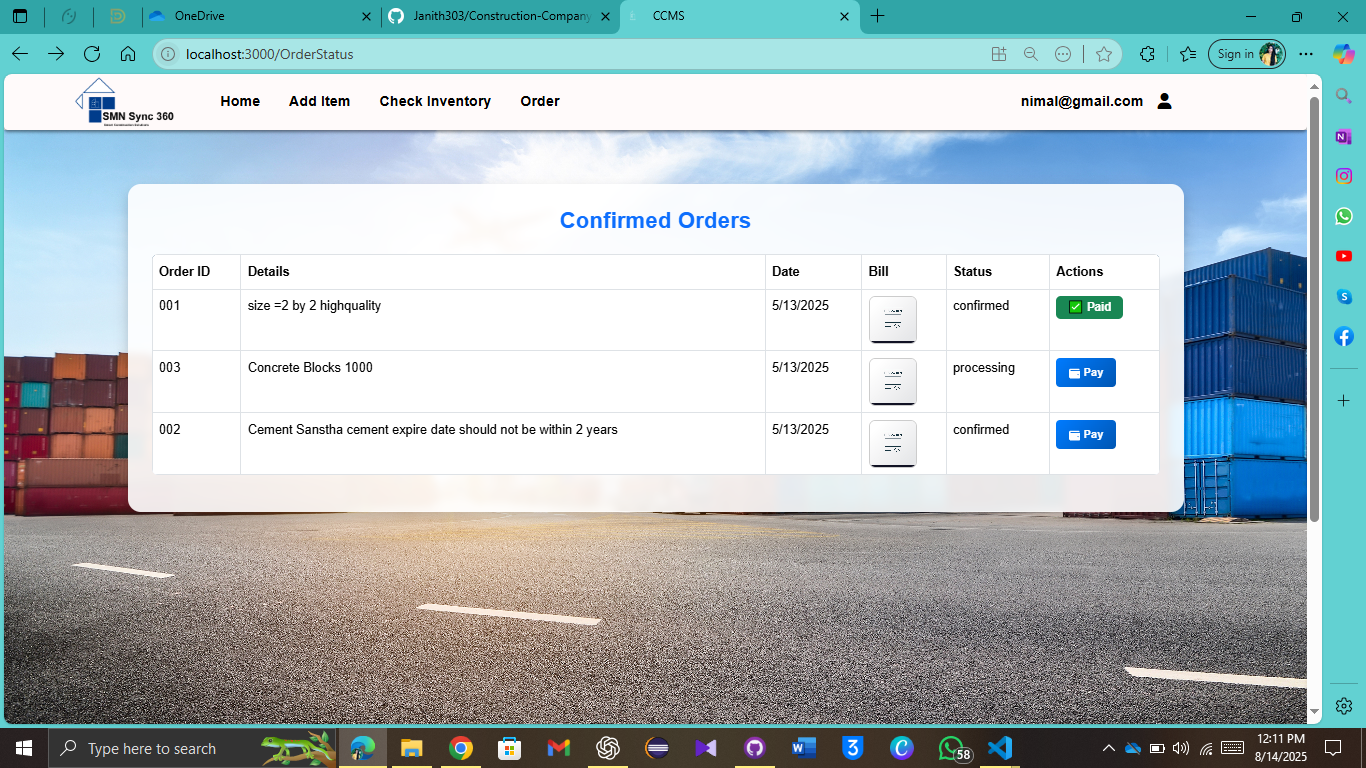 OneDrive
Janith303/Construction-Company
CCMS
localhost:3000/OrderStatus
Sign in
SMN Sync 360
Home
Add Item
Check Inventory
Order
nimal@gmail.com
Confirmed Orders
Order ID Details Date Bill Status Actions
001 size =2 by 2 highquality 5/13/2025 confirmed ✅ Paid
003 Concrete Blocks 1000 5/13/2025 processing Pay
002 Cement Sanstha cement expire date should not be within 2 years 5/13/2025 confirmed Pay
Type here to search
58
12:11 PM
8/14/2025